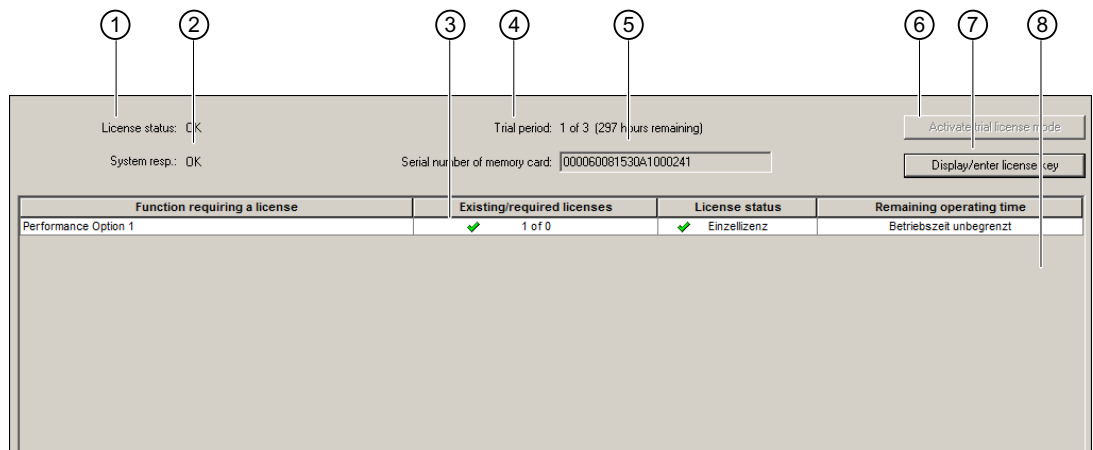 1 2 3 4 5 6 7 8
License status: OK Trial period: 1 of 3 (297 hours remaining) Activate trial license mode
System resp.: OK Serial number of memory card: 000060081530A1000241 Display/enter license key
Function requiring a license Existing/required licenses License status Remaining operating time
Performance Option 1 1 of 0 Einzellizenz Betriebszeit unbegrenzt